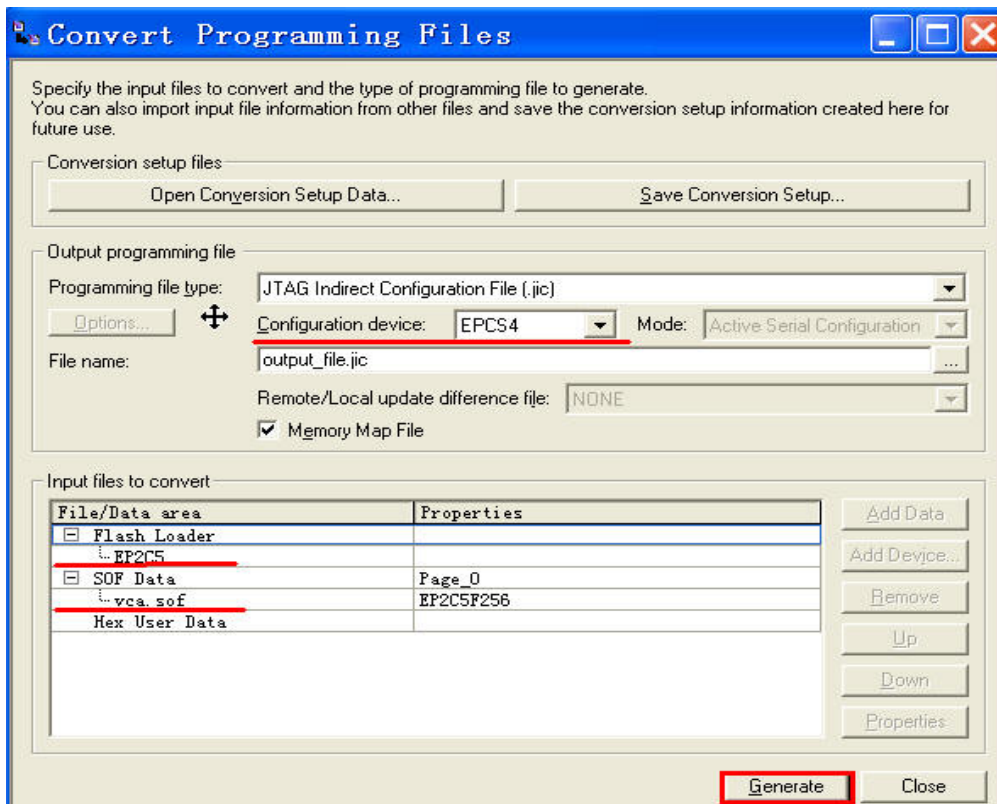 Convert Programming Files
Specify the input files to convert and the type of programming file to generate.
You can also import input file information from other files and save the conversion setup information created here for
future use.
Conversion setup files
Open Conversion Setup Data...
Save Conversion Setup...
Output programming file
Programming file type:
JTAG Indirect Configuration File (.jic)
Options...
Configuration device:
EPCS4
Mode:
Active Serial Configuration
File name:
output_file.jic
...
Remote/Local update difference file:
NONE
Memory Map File
Input files to convert
File/Data area
Properties
Flash Loader
EP2C5
SOF Data
Page_0
vca.sof
EP2C5F256
Hex User Data
Add Data
Add Device...
Remove
Up
Down
Properties
Generate
Close